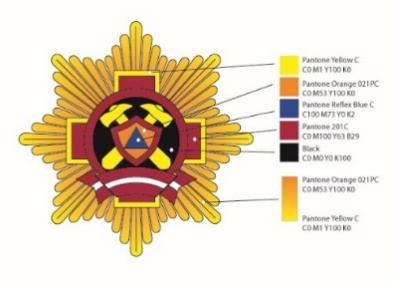 Pantone Yellow C
C0 M1 Y100 K0
Pantone Orange 021PC
C0 M53 Y100 K0
Pantone Reflex Blue C
C100 M73 Y0 K2
Pantone 201C
C0 M100 Y63 B29
Black
C0 M0 Y0 K100
Pantone Orange 021PC
C0 M53 Y100 K0
Pantone Yellow C
C0 M1 Y100 K0